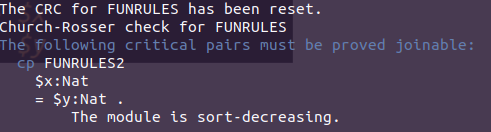 The CRC for FUNRULES has been reset.
Church-Rosser check for FUNRULES
The following critical pairs must be proved joinable:
cp FUNRULES2
$x:Nat
= $y:Nat .
The module is sort-decreasing.